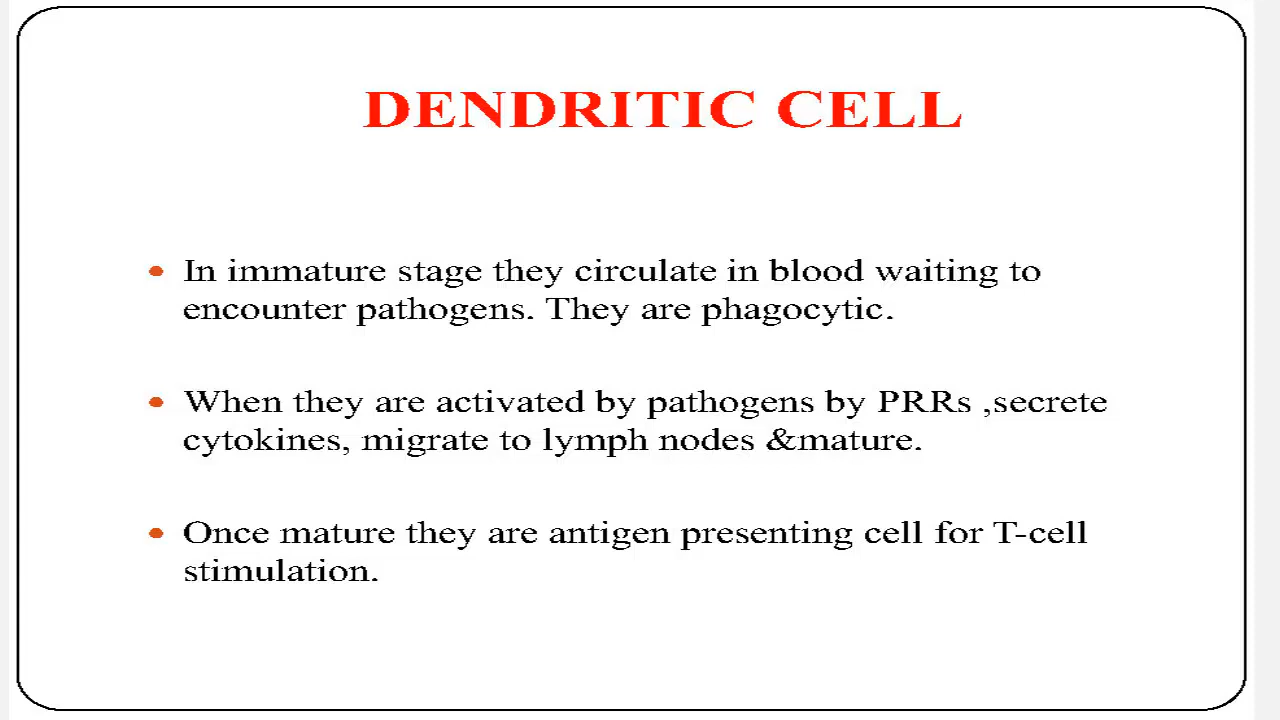 DENDRITIC CELL
• In immature stage they circulate in blood waiting to
encounter pathogens. They are phagocytic.
• When they are activated by pathogens by PRRs ,secrete
cytokines, migrate to lymph nodes &mature.
• Once mature they are antigen presenting cell for T-cell
stimulation.